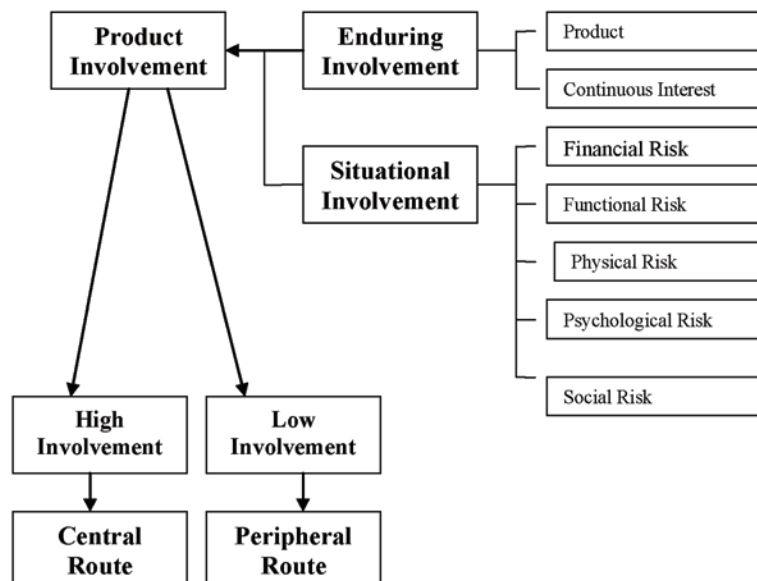 Product
Involvement
Enduring
Involvement
Product
Continuous Interest
Situational
Involvement
Financial Risk
Functional Risk
Physical Risk
Psychological Risk
Social Risk
High
Involvement
Low
Involvement
Central
Route
Peripheral
Route